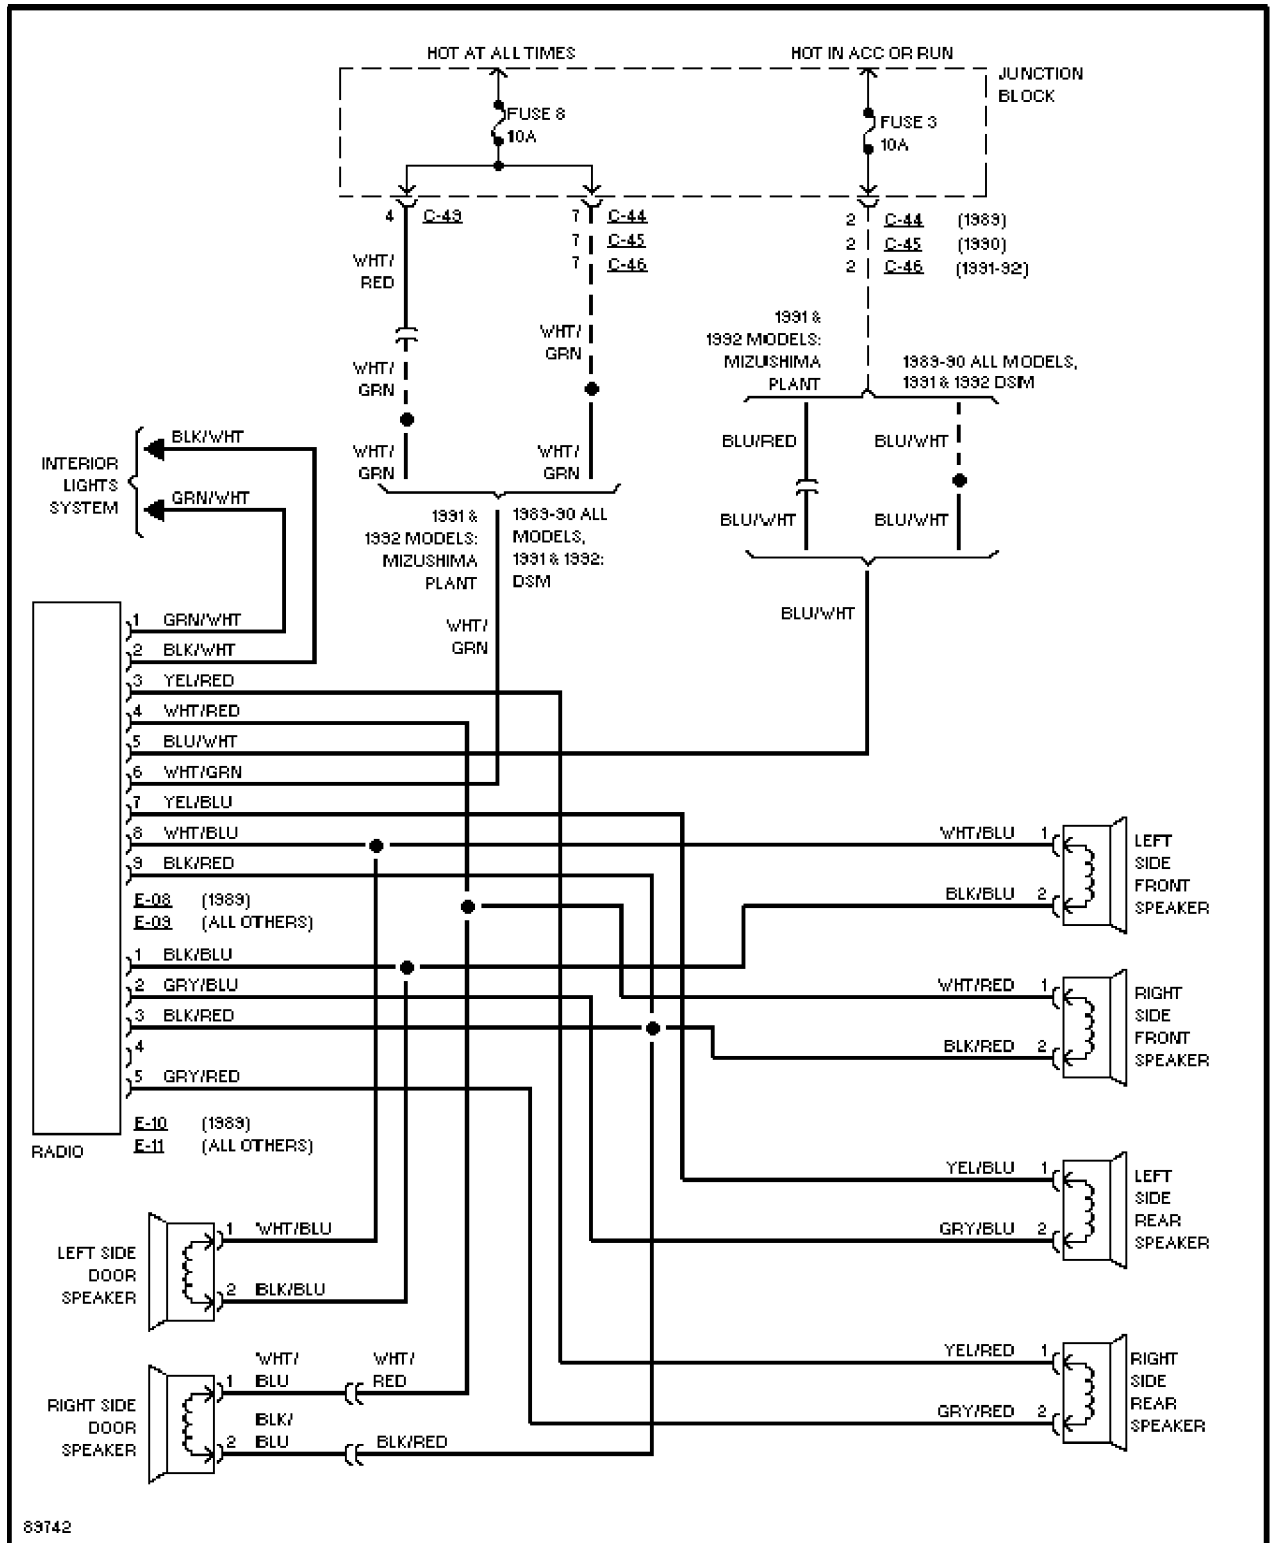 HOT AT ALL TIMES
HOT IN ACC OR RUN
JUNCTION
BLOCK
FUSE 8
10A
FUSE 3
10A
4 C-49
7 C-44
7 C-45
7 C-46
2 C-44 (1989)
2 C-45 (1990)
2 C-46 (1991-92)
WHT/
RED
WHT/
GRN
WHT/
GRN
WHT/
GRN
WHT/
GRN
1991 &
1992 MODELS:
MIZUSHIMA
PLANT
1989-90 ALL MODELS,
1991 & 1992 DSM
BLU/RED
BLU/WHT
BLU/WHT
BLU/WHT
BLU/WHT
INTERIOR
LIGHTS
SYSTEM
BLK/WHT
GRN/WHT
1991 &
1992 MODELS:
MIZUSHIMA
PLANT
1989-90 ALL
MODELS,
1991 & 1992:
DSM
WHT/
GRN
1 GRN/WHT
2 BLK/WHT
3 YEL/RED
4 WHT/RED
5 BLU/WHT
6 WHT/GRN
7 YEL/BLU
8 WHT/BLU
9 BLK/RED
E-08 (1989)
E-09 (ALL OTHERS)
1 BLK/BLU
2 GRY/BLU
3 BLK/RED
4
5 GRY/RED
E-10 (1989)
E-11 (ALL OTHERS)
RADIO
WHT/BLU 1
BLK/BLU 2
LEFT
SIDE
FRONT
SPEAKER
WHT/RED 1
BLK/RED 2
RIGHT
SIDE
FRONT
SPEAKER
YEL/BLU 1
GRY/BLU 2
LEFT
SIDE
REAR
SPEAKER
YEL/RED 1
GRY/RED 2
RIGHT
SIDE
REAR
SPEAKER
LEFT SIDE
DOOR
SPEAKER
1 WHT/BLU
2 BLK/BLU
RIGHT SIDE
DOOR
SPEAKER
WHT/
1 BLU
WHT/
RED
BLK/
2 BLU
BLK/RED
89742